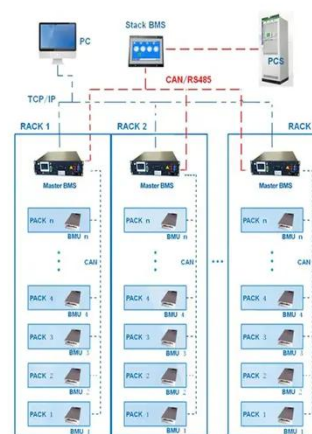 PC
Stack BMS
PCS
CAN/RS485
TCP/IP
RACK 1
RACK 2
RACK
Master BMS
Master BMS
Master BMS
PACK n
BMU n
PACK n
BMU n
PACK n
BMU n
CAN
CAN
CAN
PACK 4
BMU 4
PACK 4
BMU 4
PACK 4
BMU 4
PACK 3
BMU 3
PACK 3
BMU 3
PACK 3
BMU 3
PACK 2
BMU 2
PACK 2
BMU 2
PACK 2
BMU 2
PACK 1
BMU 1
PACK 1
BMU 1
PACK 1
BMU 1